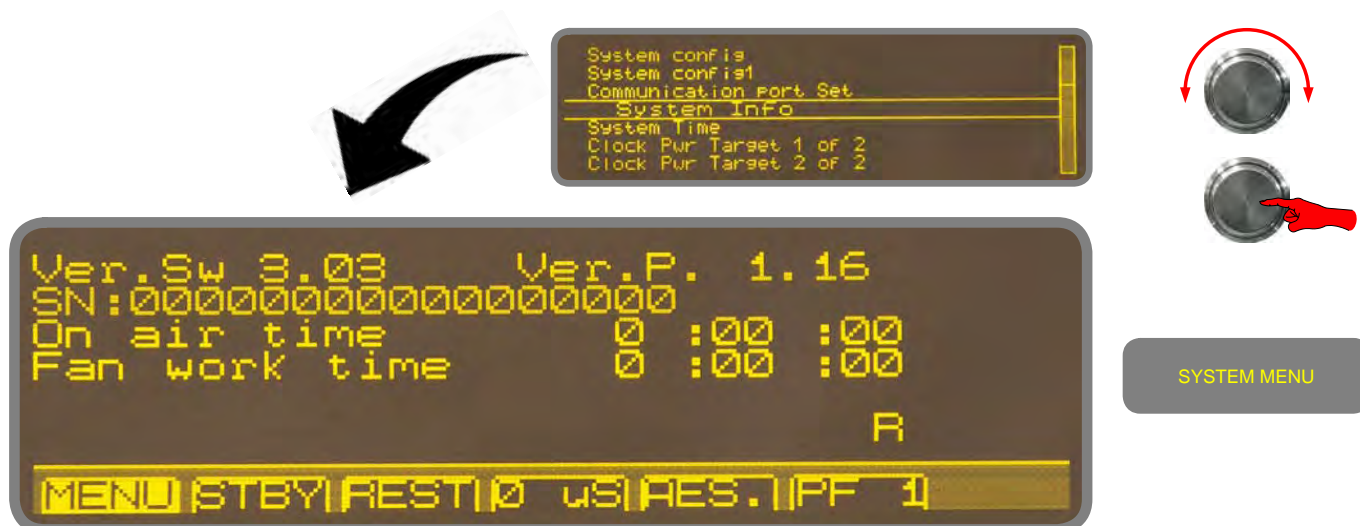 System config
System config1
Communication port Set
System Info
System Time
Clock Pwr Target 1 of 2
Clock Pwr Target 2 of 2
Ver.Sw 3.03 Ver.P. 1.16
SN:00000000000000000
On air time 0 :00 :00
Fan work time 0 :00 :00
SYSTEM MENU
R
MENU STBY REST 0 uS AES. PF 1